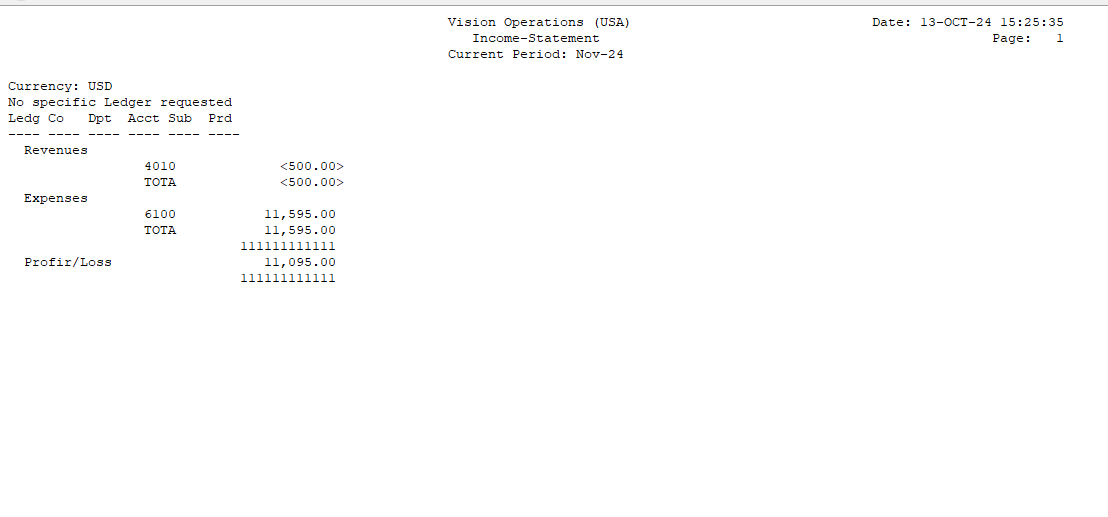 Vision Operations (USA) Date: 13-OCT-24 15:25:35
Income-Statement Page: 1
Current Period: Nov-24
Currency: USD
No specific Ledger requested
Ledg Co Dpt Acct Sub Prd
---- ---- ---- ---- ---- ----
Revenues
4010 <500.00>
TOTA <500.00>
Expenses
6100 11,595.00
TOTA 11,595.00
111111111111
Profir/Loss 11,095.00
111111111111